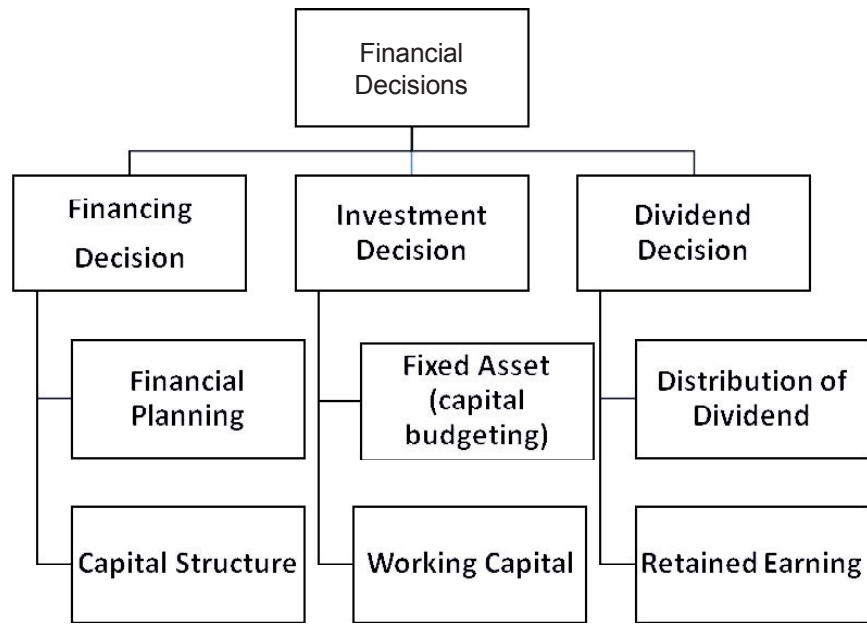 Financial
Decisions
Financing
Decision
Investment
Decision
Dividend
Decision
Financial
Planning
Fixed Asset
(capital
budgeting)
Distribution of
Dividend
Capital Structure
Working Capital
Retained Earning